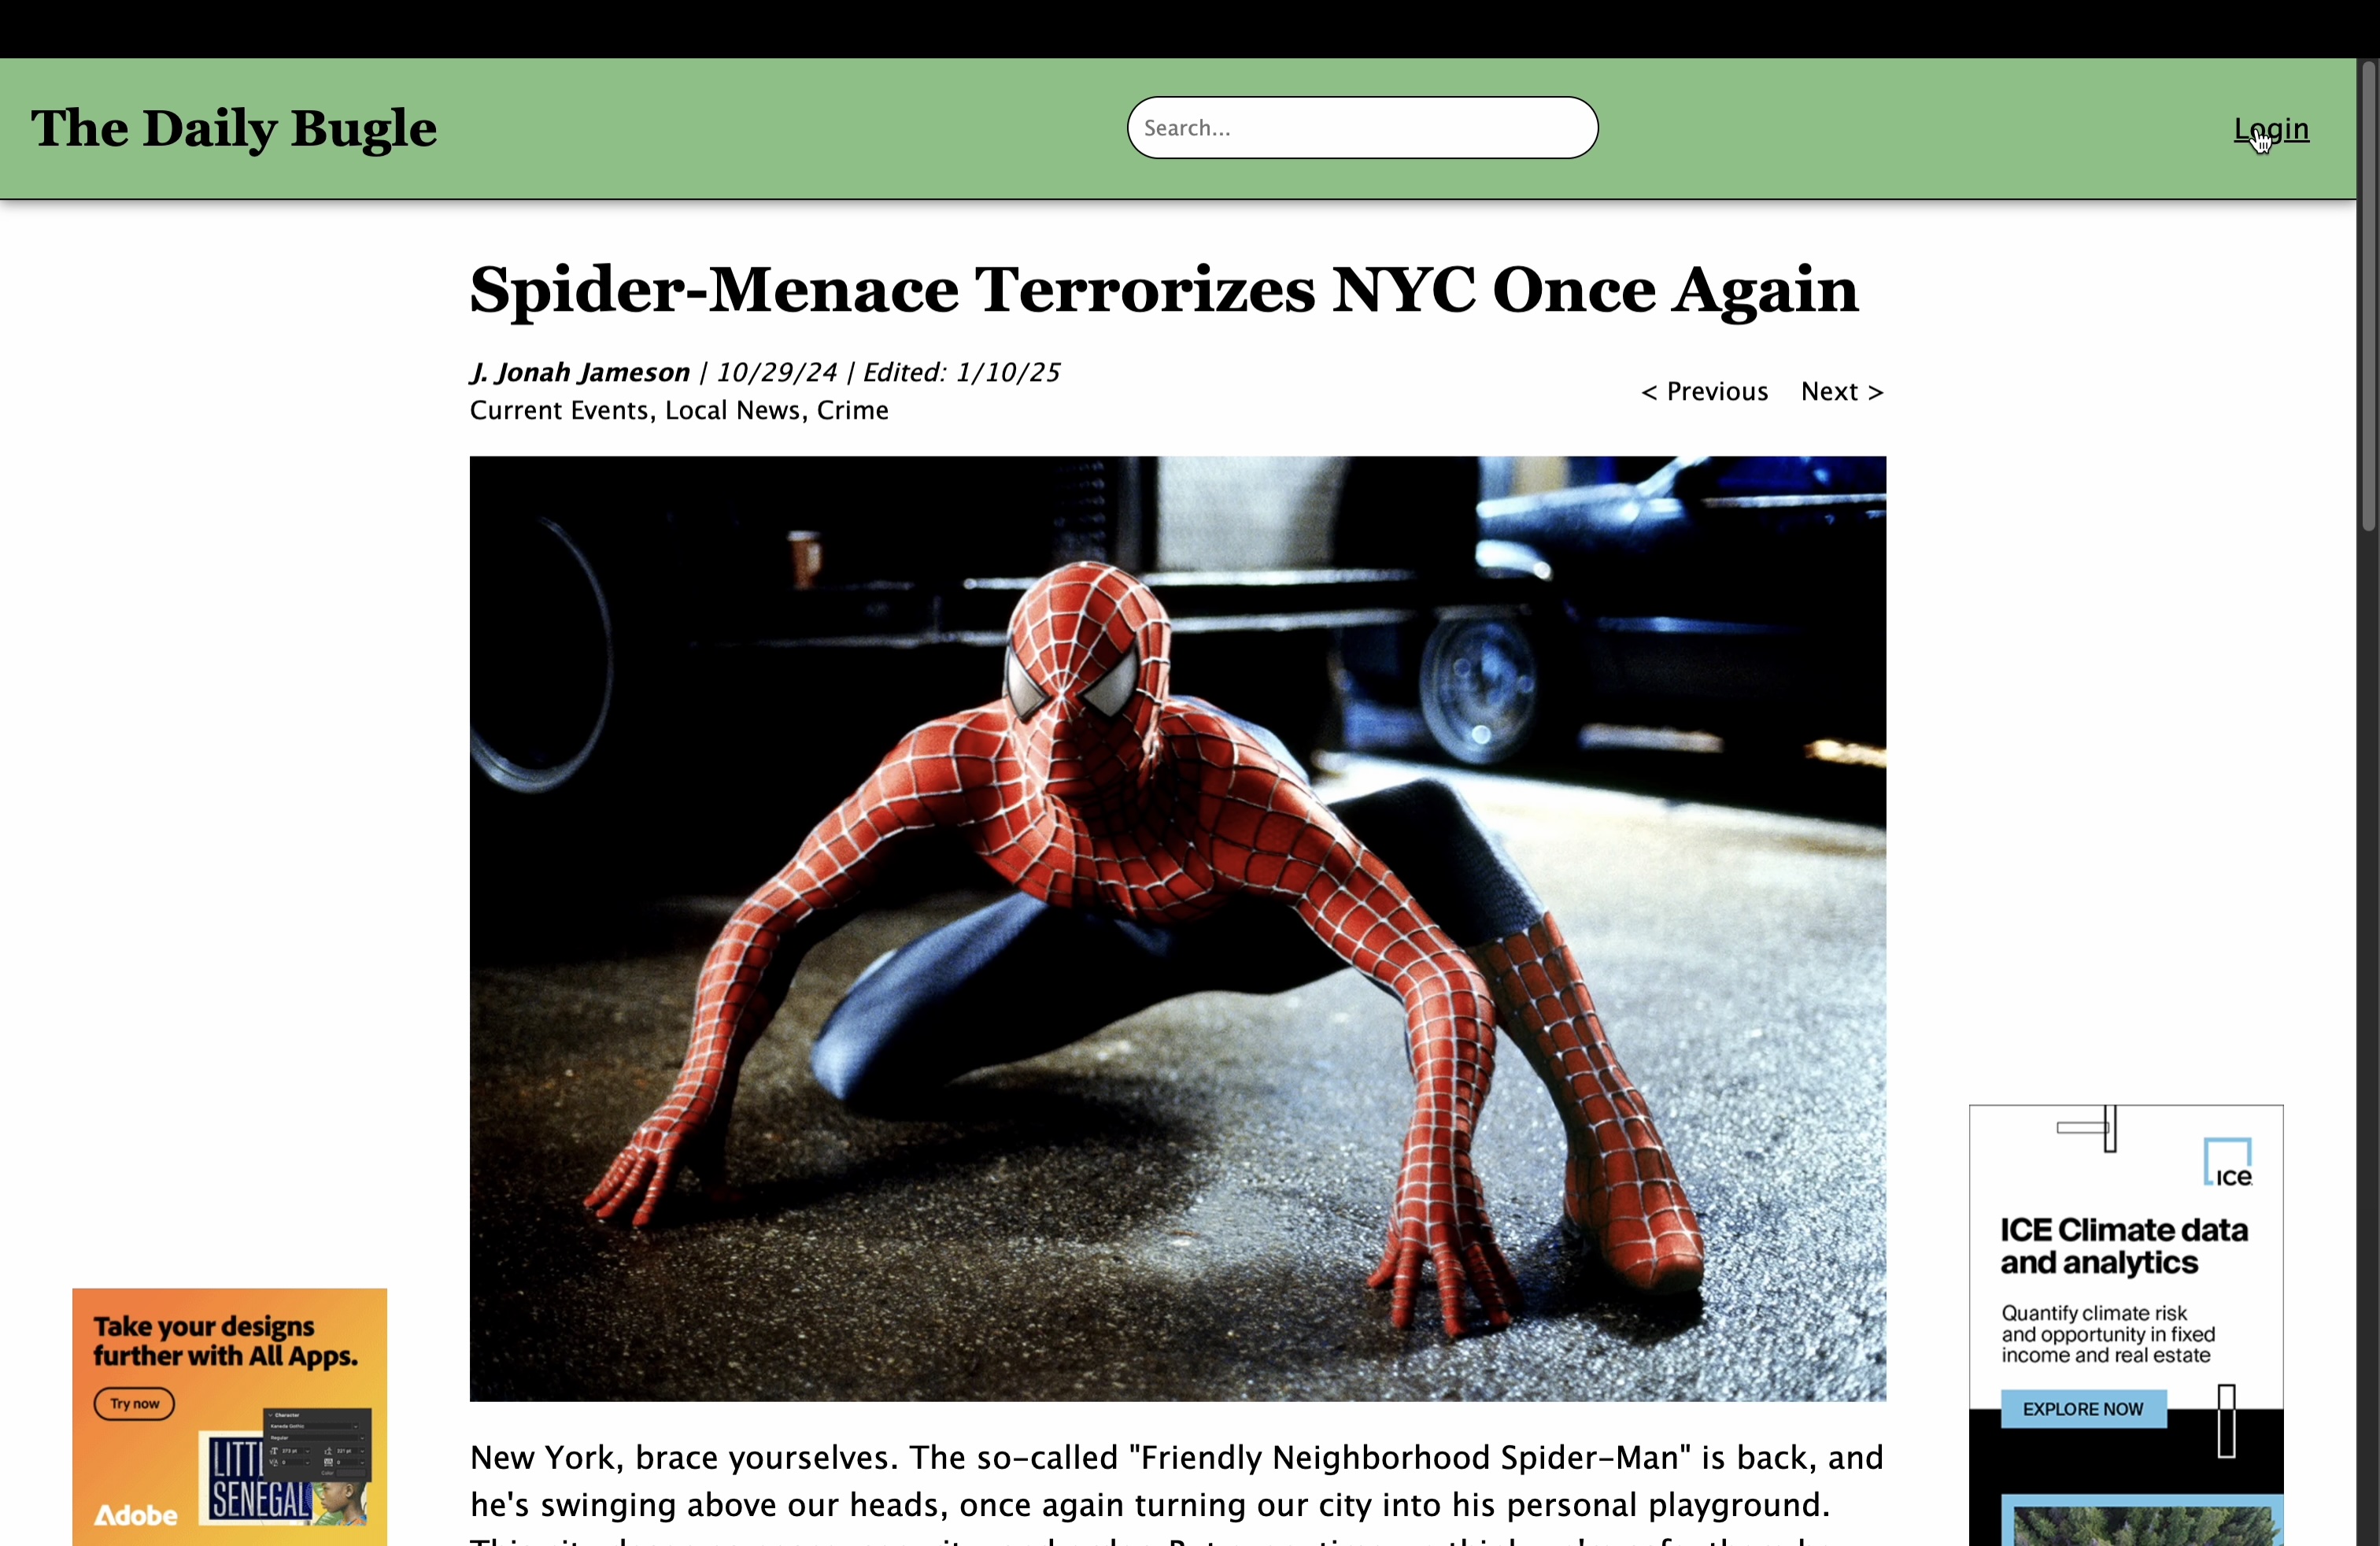 The Daily Bugle
Search...
Login
Spider-Menace Terrorizes NYC Once Again
J. Jonah Jameson | 10/29/24 | Edited: 1/10/25
Current Events, Local News, Crime
< Previous Next >
Take your designs
further with All Apps.
Try now
Character
Regular
LITT
SENEGAL
Adobe
ICE
ICE Climate data
and analytics
Quantify climate risk
and opportunity in fixed
income and real estate
EXPLORE NOW
New York, brace yourselves. The so-called "Friendly Neighborhood Spider-Man" is back, and
he's swinging above our heads, once again turning our city into his personal playground.